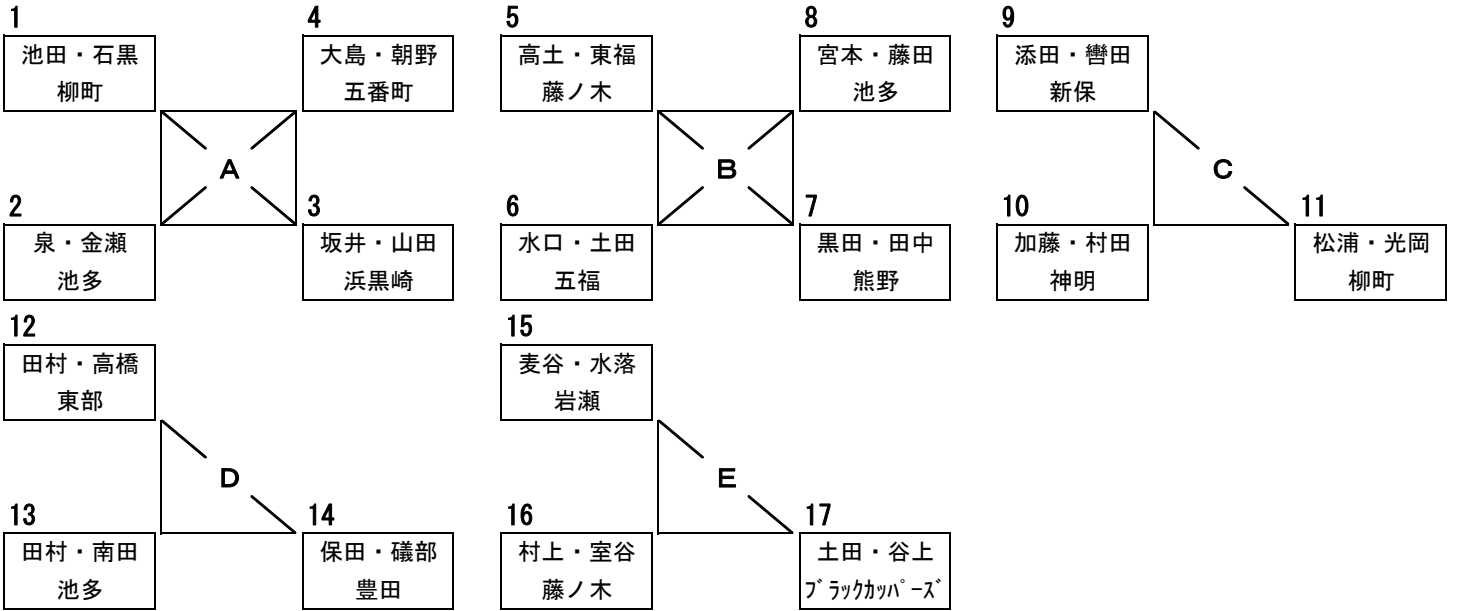 1
池田・石黒
柳町
4
大島・朝野
五番町
A
2
泉・金瀬
池多
3
坂井・山田
浜黒崎
5
高土・東福
藤ノ木
8
宮本・藤田
池多
B
6
水口・土田
五福
7
黒田・田中
熊野
9
添田・轡田
新保
C
10
加藤・村田
神明
11
松浦・光岡
柳町
12
田村・高橋
東部
D
13
田村・南田
池多
14
保田・礒部
豊田
15
麦谷・水落
岩瀬
E
16
村上・室谷
藤ノ木
17
土田・谷上
ﾌﾞﾗｯｸｶｯﾊﾟｰｽﾞ